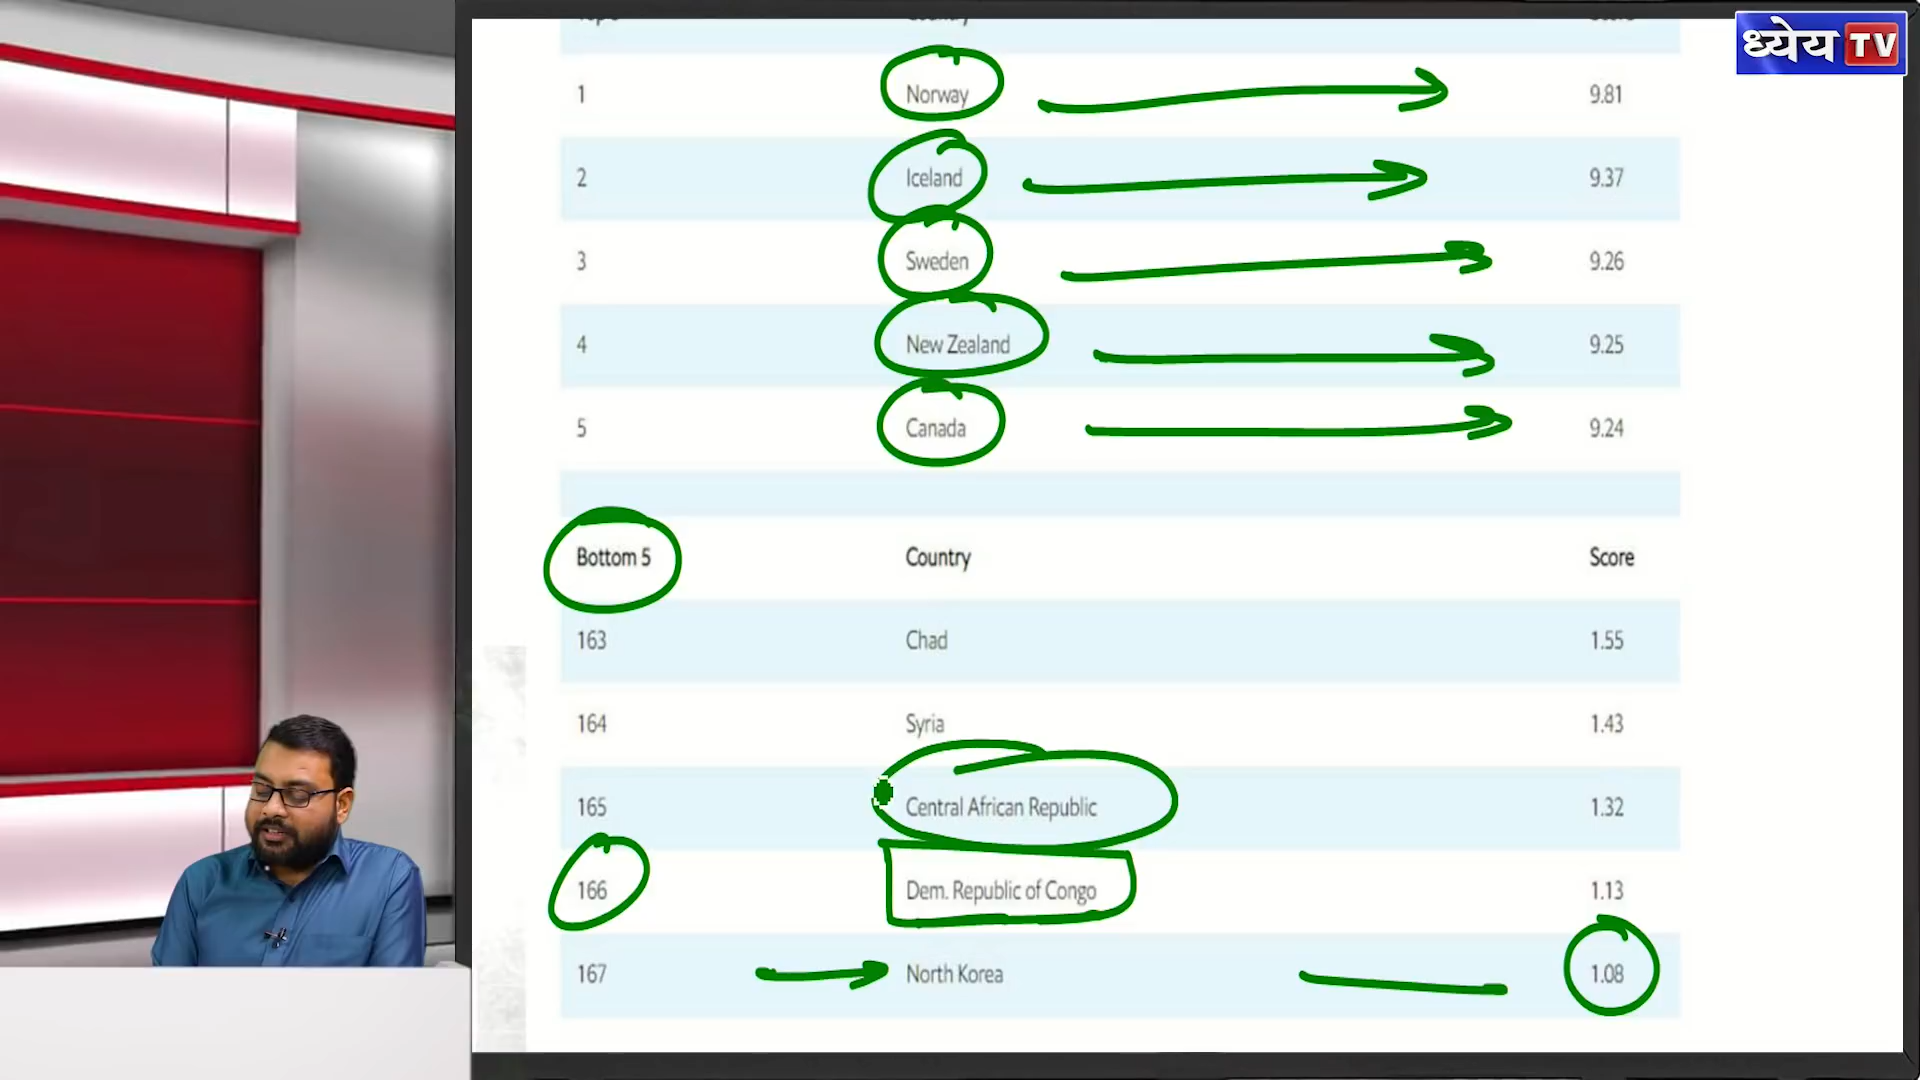 ध्येय TV
1 Norway 9.81
2 Iceland 9.37
3 Sweden 9.26
4 New Zealand 9.25
5 Canada 9.24
Bottom 5 Country Score
163 Chad 1.55
164 Syria 1.43
165 Central African Republic 1.32
166 Dem. Republic of Congo 1.13
167 North Korea 1.08